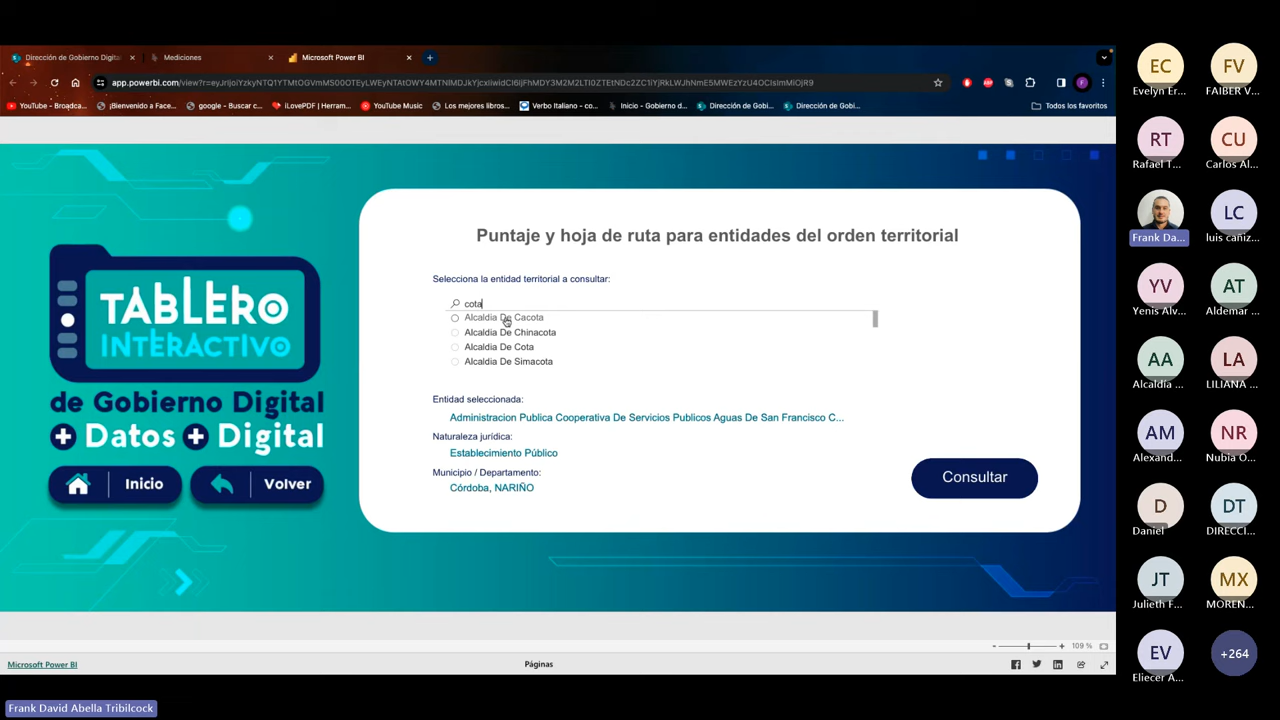 Dirección de Gobierno Digital
Mediciones
Microsoft Power BI
YouTube - Broadca...
¡Bienvenido a Face...
google - Buscar c...
iLovePDF | Herram...
YouTube Music
Los mejores libros...
Verbo Italiano - co...
Inicio - Gobierno d...
Dirección de Gobi...
Dirección de Gobi...
Todos los favoritos
TABLERO
INTERACTIVO
de Gobierno Digital
+ Datos + Digital
Inicio
Volver
Puntaje y hoja de ruta para entidades del orden territorial
Selecciona la entidad territorial a consultar:
cota
Alcaldia De Cacota
Alcaldia De Chinacota
Alcaldia De Cota
Alcaldia De Simacota
Entidad seleccionada:
Administracion Publica Cooperativa De Servicios Publicos Aguas De San Francisco C...
Naturaleza jurídica:
Establecimiento Público
Municipio / Departamento:
Córdoba, NARIÑO
Consultar
109 %
Microsoft Power BI
Páginas
Frank David Abella Tribilcock
EC
Evelyn Er...
FV
FAIBER V...
RT
Rafael T...
CU
Carlos Al...
Frank Da...
LC
luis cañiz...
YV
Yenis Alv...
AT
Aldemar ...
AA
Alcaldía ...
LA
LILIANA ...
AM
Alexand...
NR
Nubia O...
D
Daniel
DT
DIRECCI...
JT
Julieth F...
MX
MOREN...
EV
Eliecer A...
+264